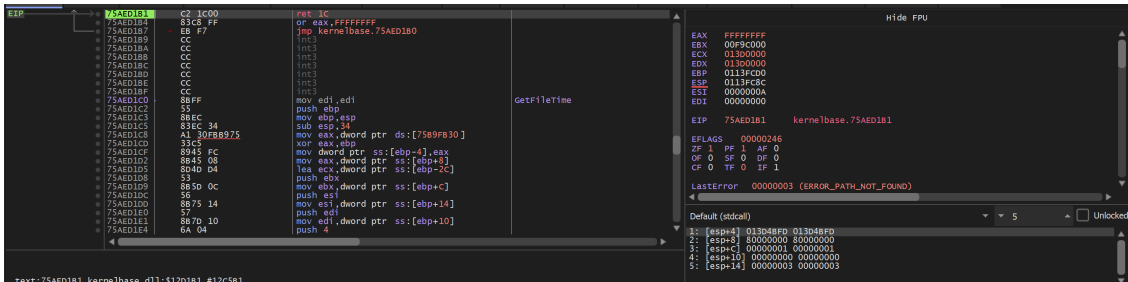 EIP
75AED1B1 C2 1C00 ret 1C
75AED1B4 83C8 FF or eax,FFFFFFFF
75AED1B7 EB F7 jmp kernelbase.75AED1B0
75AED1B9 CC int3
75AED1BA CC int3
75AED1BB CC int3
75AED1BC CC int3
75AED1BD CC int3
75AED1BE CC int3
75AED1BF CC int3
75AED1C0 8BFF mov edi,edi GetFileTime
75AED1C2 55 push ebp
75AED1C3 8BEC mov ebp,esp
75AED1C5 83EC 34 sub esp,34
75AED1C8 A1 30FBB975 mov eax,dword ptr ds:[75B9FB30]
75AED1CD 33C5 xor eax,ebp
75AED1CF 8945 FC mov dword ptr ss:[ebp-4],eax
75AED1D2 8B45 08 mov eax,dword ptr ss:[ebp+8]
75AED1D5 8D4D D4 lea ecx,dword ptr ss:[ebp-2C]
75AED1D8 53 push ebx
75AED1D9 8B5D 0C mov ebx,dword ptr ss:[ebp+C]
75AED1DC 56 push esi
75AED1DD 8B75 14 mov esi,dword ptr ss:[ebp+14]
75AED1E0 57 push edi
75AED1E1 8B7D 10 mov edi,dword ptr ss:[ebp+10]
75AED1E4 6A 04 push 4
.text:75AED1B1 kernelbase.dll:$12D1B1 #12C5B1
Hide FPU
EAX FFFFFFFF
EBX 00F9C000
ECX 013D0000
EDX 013D0000
EBP 0113FCD0
ESP 0113FC8C
ESI 0000000A
EDI 00000000
EIP 75AED1B1 kernelbase.75AED1B1
EFLAGS 00000246
ZF 1 PF 1 AF 0
OF 0 SF 0 DF 0
CF 0 TF 0 IF 1
LastError 00000003 (ERROR_PATH_NOT_FOUND)
Default (stdcall) 5 Unlocked
1: [esp+4] 013D4BFD 013D4BFD
2: [esp+8] 80000000 80000000
3: [esp+C] 00000001 00000001
4: [esp+10] 00000000 00000000
5: [esp+14] 00000003 00000003